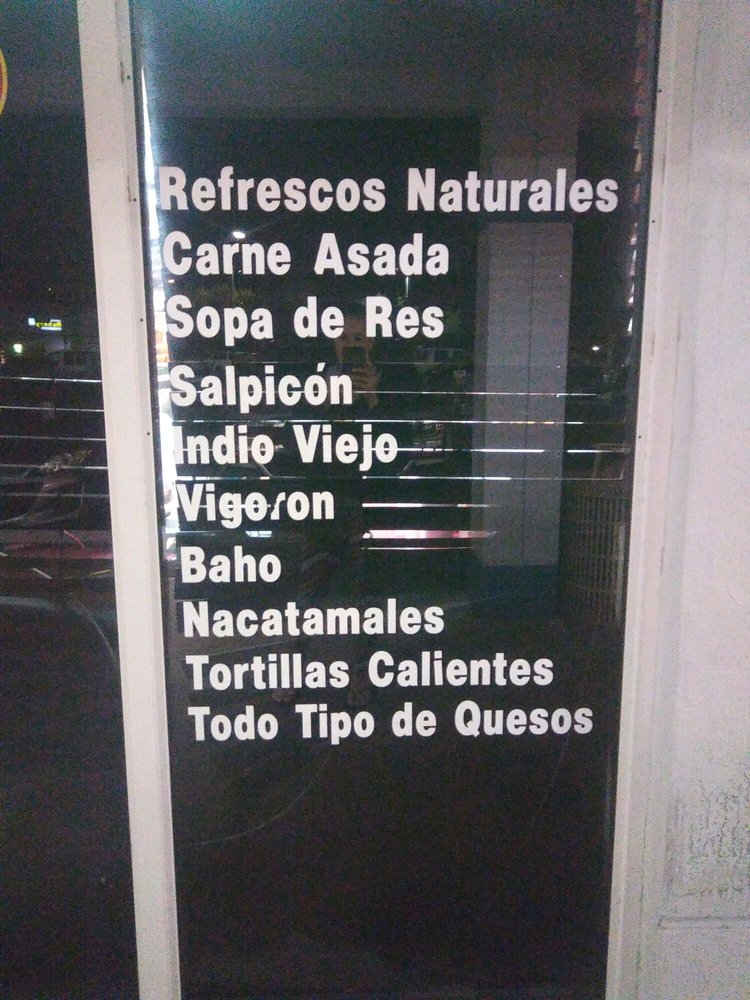 Refrescos Naturales
Carne Asada
Sopa de Res
Salpicón
Indio Viejo
Vigoron
Baho
Nacatamales
Tortillas Calientes
Todo Tipo de Quesos